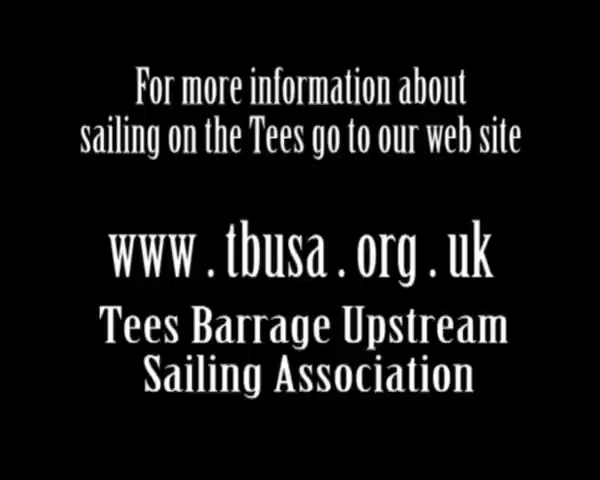 For more information about
sailing on the Tees go to our web site
www.tbusa.org.uk
Tees Barrage Upstream
Sailing Association